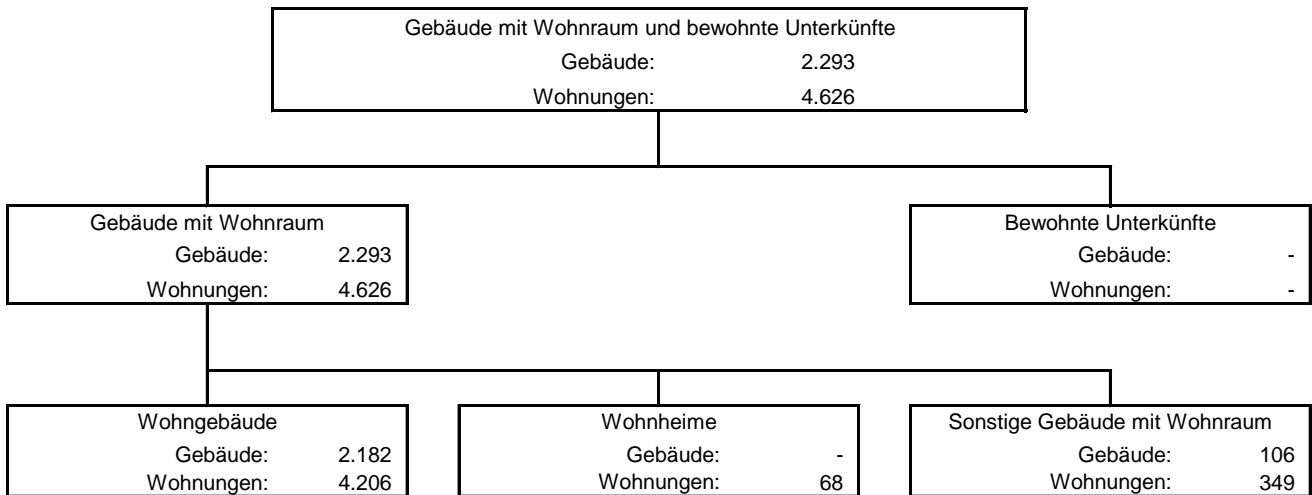 Gebäude mit Wohnraum und bewohnte Unterkünfte
Gebäude: 2.293
Wohnungen: 4.626
Gebäude mit Wohnraum
Gebäude: 2.293
Wohnungen: 4.626
Bewohnte Unterkünfte
Gebäude: -
Wohnungen: -
Wohngebäude
Gebäude: 2.182
Wohnungen: 4.206
Wohnheime
Gebäude: -
Wohnungen: 68
Sonstige Gebäude mit Wohnraum
Gebäude: 106
Wohnungen: 349